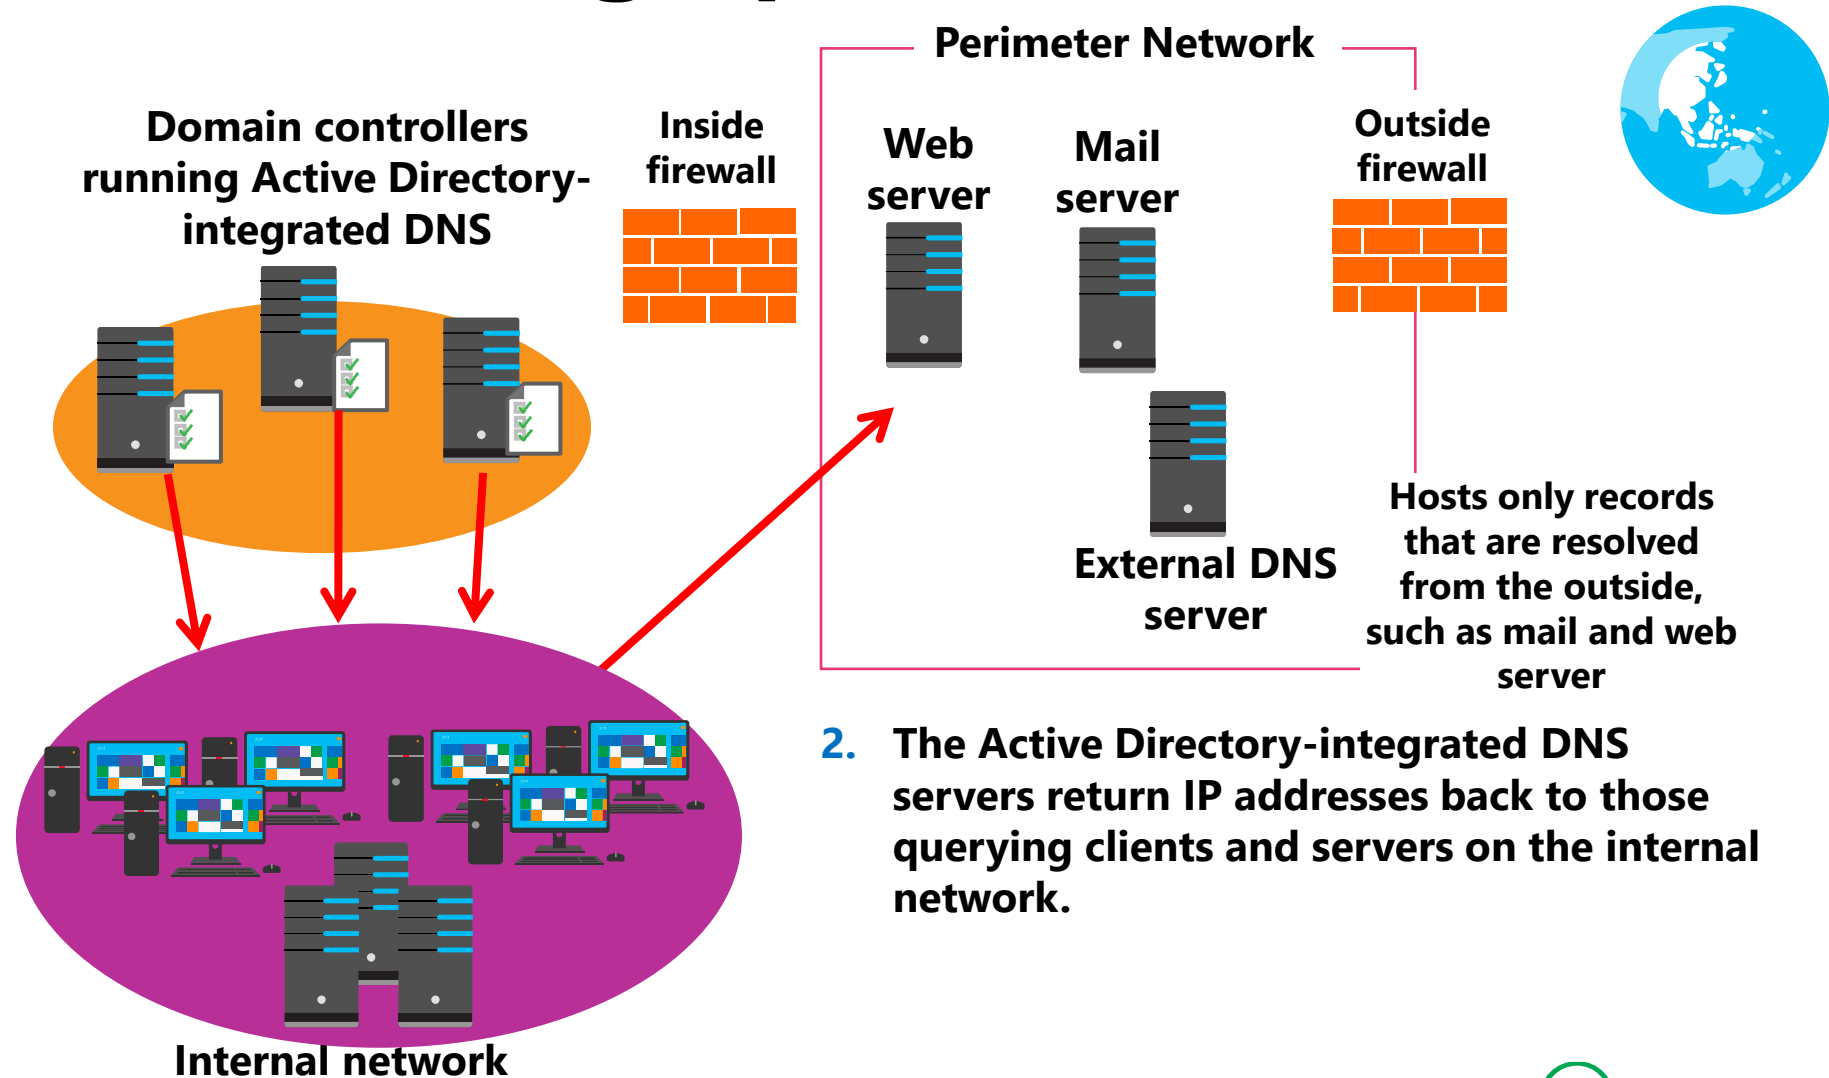 Perimeter Network
Domain controllers
running Active Directory-
integrated DNS
Inside
firewall
Web
server
Mail
server
Outside
firewall
External DNS
server
Hosts only records
that are resolved
from the outside,
such as mail and web
server
2. The Active Directory-integrated DNS
servers return IP addresses back to those
querying clients and servers on the internal
network.
Internal network